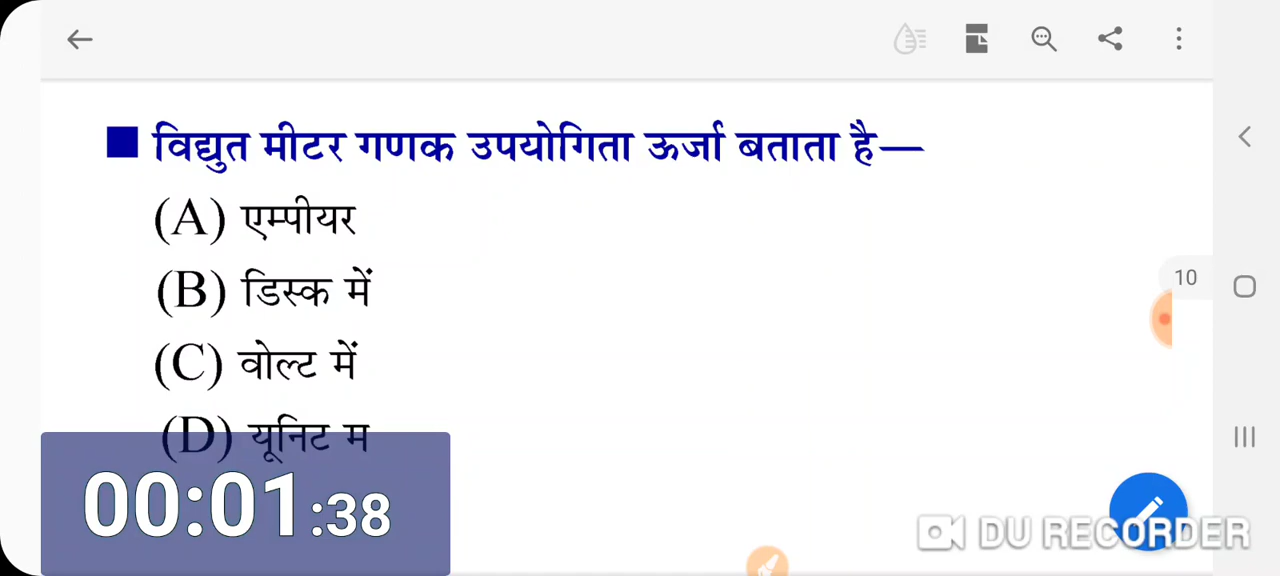 ■ विद्युत मीटर गणक उपयोगिता ऊर्जा बताता है—
(A) एम्पीयर
(B) डिस्क में
10
(C) वोल्ट में
(D) यूनिट म
00:01:38
DU RECORDER